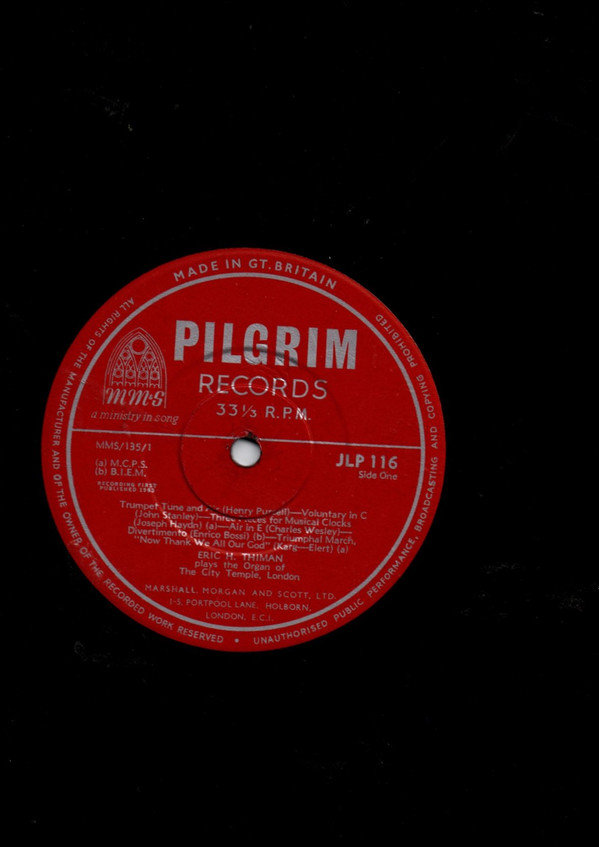 MADE IN GT. BRITAIN
PILGRIM
RECORDS
33⅓ R.P.M.
MMS
a ministry in song
MMS/135/1
(a) M.C.P.S.
(b) B.I.E.M.
RECORDING FIRST
PUBLISHED
JLP 116
Side One
Trumpet Tune and Air (Henry Purcell)—Voluntary in C
(John Stanley)—Three Pieces for Musical Clocks
(Joseph Haydn) (a)—Air in E (Charles Wesley)—
Divertimento (Enrico Bossi) (b)—Triumphal March,
"Now Thank We All Our God" (Karg—Elert) (a)
ERIC H. THIMAN
plays the Organ of
The City Temple, London
MARSHALL, MORGAN AND SCOTT, LTD.
1-5, PORTPOOL LANE, HOLBORN,
LONDON, E.C.1.
ALL RIGHTS OF THE MANUFACTURER AND OF THE OWNER OF THE RECORDED WORK RESERVED • UNAUTHORISED PUBLIC PERFORMANCE, BROADCASTING AND COPYING PROHIBITED